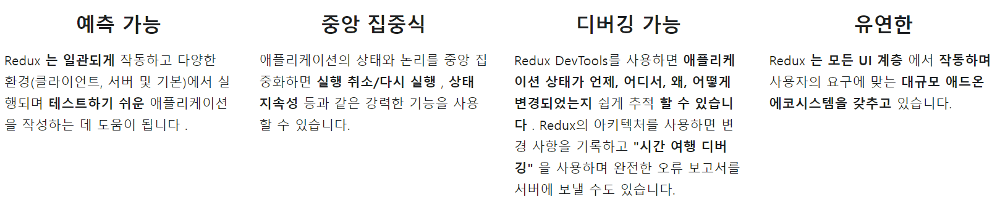 예측 가능
Redux 는 일관되게 작동하고 다양한
환경(클라이언트, 서버 및 기본)에서 실
행되며 테스트하기 쉬운 애플리케이션
을 작성하는 데 도움이 됩니다 .
중앙 집중식
애플리케이션의 상태와 논리를 중앙 집
중화하면 실행 취소/다시 실행 , 상태
지속성 등과 같은 강력한 기능을 사용
할 수 있습니다.
디버깅 가능
Redux DevTools를 사용하면 애플리케
이션 상태가 언제, 어디서, 왜, 어떻게
변경되었는지 쉽게 추적 할 수 있습니
다 . Redux의 아키텍처를 사용하면 변
경 사항을 기록하고 "시간 여행 디버
깅" 을 사용하며 완전한 오류 보고서를
서버에 보낼 수도 있습니다.
유연한
Redux 는 모든 UI 계층 에서 작동하며
사용자의 요구에 맞는 대규모 애드온
에코시스템을 갖추고 있습니다.